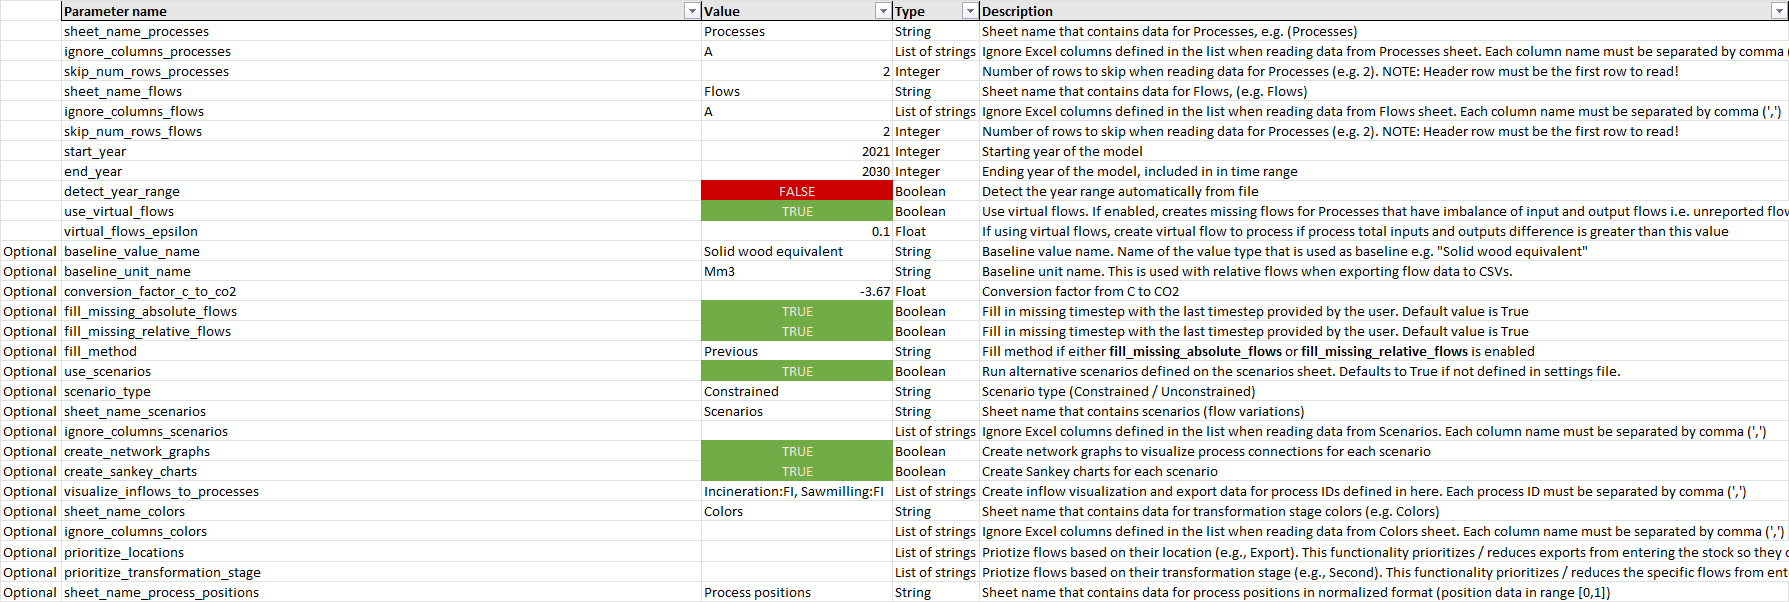 Parameter name Value Type Description
sheet_name_processes Processes String Sheet name that contains data for Processes, e.g. (Processes)
ignore_columns_processes A List of strings Ignore Excel columns defined in the list when reading data from Processes sheet. Each column name must be separated by comma (
skip_num_rows_processes 2 Integer Number of rows to skip when reading data for Processes (e.g. 2). NOTE: Header row must be the first row to read!
sheet_name_flows Flows String Sheet name that contains data for Flows, (e.g. Flows)
ignore_columns_flows A List of strings Ignore Excel columns defined in the list when reading data from Flows sheet. Each column name must be separated by comma (',')
skip_num_rows_flows 2 Integer Number of rows to skip when reading data for Processes (e.g. 2). NOTE: Header row must be the first row to read!
start_year 2021 Integer Starting year of the model
end_year 2030 Integer Ending year of the model, included in in time range
detect_year_range FALSE Boolean Detect the year range automatically from file
use_virtual_flows TRUE Boolean Use virtual flows. If enabled, creates missing flows for Processes that have imbalance of input and output flows i.e. unreported flow
virtual_flows_epsilon 0.1 Float If using virtual flows, create virtual flow to process if process total inputs and outputs difference is greater than this value
Optional baseline_value_name Solid wood equivalent String Baseline value name. Name of the value type that is used as baseline e.g. "Solid wood equivalent"
Optional baseline_unit_name Mm3 String Baseline unit name. This is used with relative flows when exporting flow data to CSVs.
Optional conversion_factor_c_to_co2 -3.67 Float Conversion factor from C to CO2
Optional fill_missing_absolute_flows TRUE Boolean Fill in missing timestep with the last timestep provided by the user. Default value is True
Optional fill_missing_relative_flows TRUE Boolean Fill in missing timestep with the last timestep provided by the user. Default value is True
Optional fill_method Previous String Fill method if either fill_missing_absolute_flows or fill_missing_relative_flows is enabled
Optional use_scenarios TRUE Boolean Run alternative scenarios defined on the scenarios sheet. Defaults to True if not defined in settings file.
Optional scenario_type Constrained String Scenario type (Constrained / Unconstrained)
Optional sheet_name_scenarios Scenarios String Sheet name that contains scenarios (flow variations)
Optional ignore_columns_scenarios List of strings Ignore Excel columns defined in the list when reading data from Scenarios. Each column name must be separated by comma (',')
Optional create_network_graphs TRUE Boolean Create network graphs to visualize process connections for each scenario
Optional create_sankey_charts TRUE Boolean Create Sankey charts for each scenario
Optional visualize_inflows_to_processes Incineration:FI, Sawmilling:FI List of strings Create inflow visualization and export data for process IDs defined in here. Each process ID must be separated by comma (',')
Optional sheet_name_colors Colors String Sheet name that contains data for transformation stage colors (e.g. Colors)
Optional ignore_columns_colors List of strings Ignore Excel columns defined in the list when reading data from Colors sheet. Each column name must be separated by comma (',')
Optional prioritize_locations List of strings Priotize flows based on their location (e.g., Export). This functionality prioritizes / reduces exports from entering the stock so they
Optional prioritize_transformation_stage List of strings Priotize flows based on their transformation stage (e.g., Second). This functionality prioritizes / reduces the specific flows from ent
Optional sheet_name_process_positions Process positions String Sheet name that contains data for process positions in normalized format (position data in range [0,1])